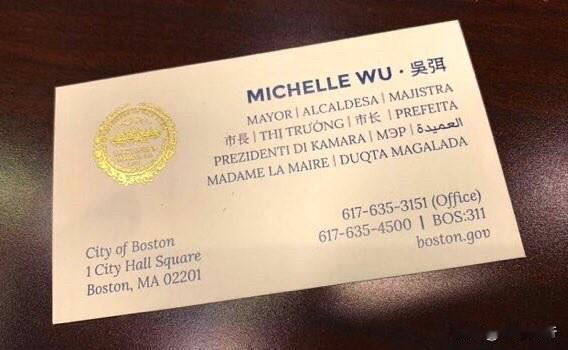 MICHELLE WU · 吳弭
MAYOR | ALCALDESA | MAJISTRA
市長 | THỊ TRƯỞNG | 市长 | PREFEITA
PREZIDENTI DI KAMARA | МЭР | العميدة
MADAME LA MAIRE | DUQTA MAGALADA
617-635-3151 (Office)
617-635-4500 | BOS:311
boston.gov
City of Boston
1 City Hall Square
Boston, MA 02201